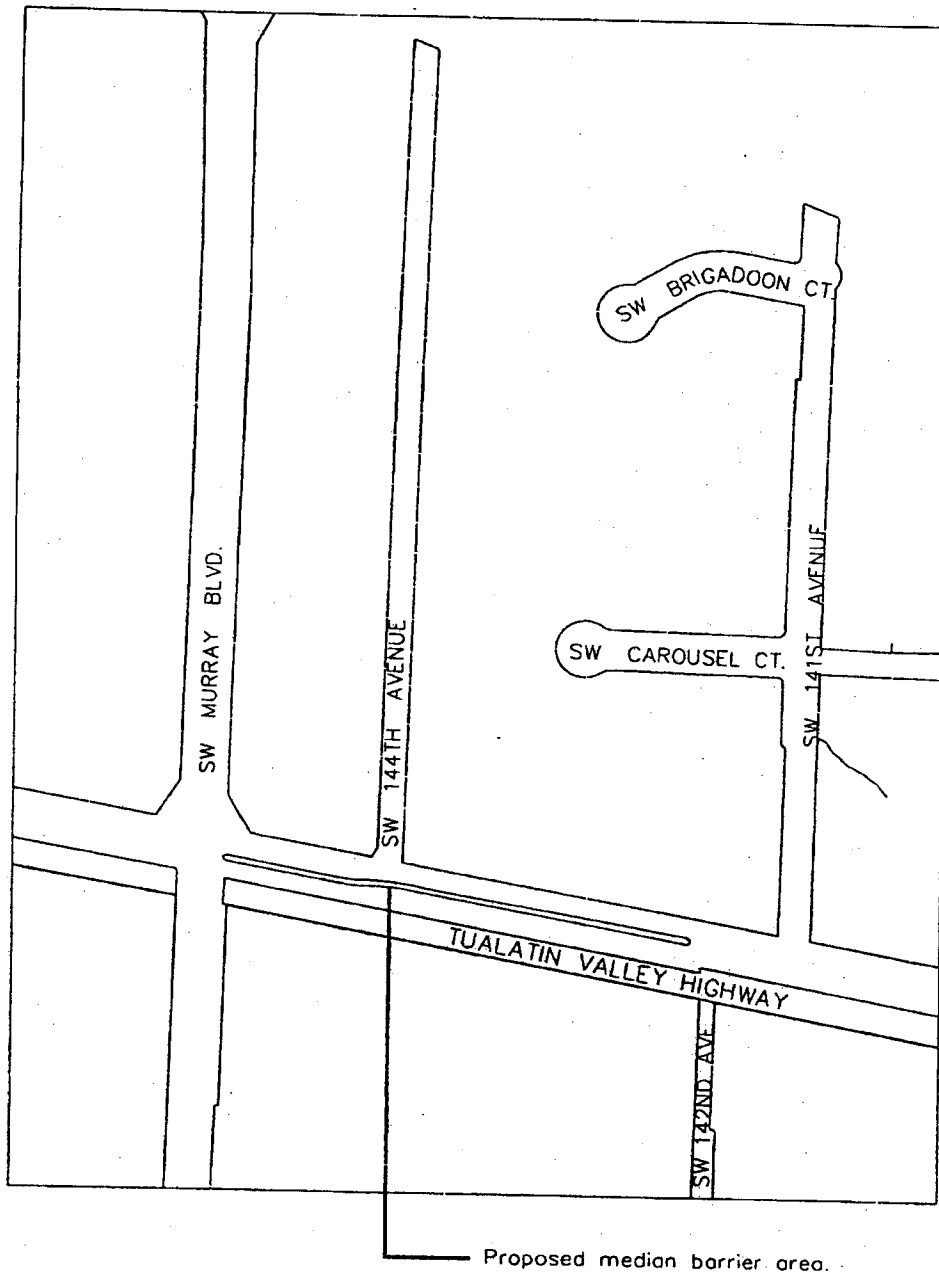 SW BRIGADOON CT.
SW MURRAY BLVD.
SW 144TH AVENUE
SW 141ST AVENUE
SW CAROUSEL CT.
TUALATIN VALLEY HIGHWAY
SW 142ND AVE
Proposed median barrier area.